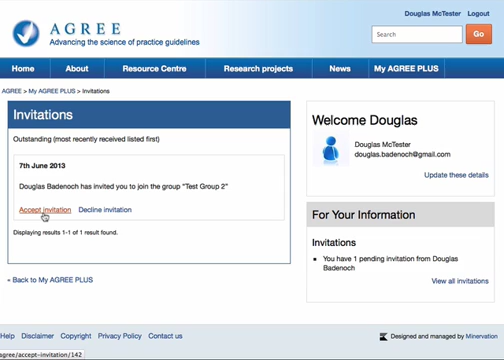 Douglas McTester Logout
AGREE
Advancing the science of practice guidelines
Search
Go
Home About Resource Centre Research projects News My AGREE PLUS
AGREE > My AGREE PLUS > Invitations
Invitations
Outstanding (most recently received listed first)
7th June 2013
Douglas Badenoch has invited you to join the group "Test Group 2"
Accept invitation Decline invitation
Displaying results 1-1 of 1 result found.
« Back to My AGREE PLUS
Welcome Douglas
Douglas McTester
douglas.badenoch@gmail.com
Update these details
For Your Information
Invitations
You have 1 pending invitation from Douglas
Badenoch
View all invitations
Help Disclaimer Copyright Privacy Policy Contact us
Designed and managed by Minervation
agree/accept-invitation/142